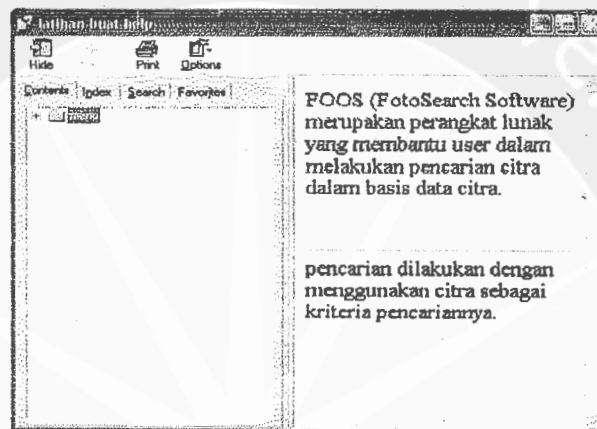 latihan buat help
Hide Print Options
Contents Index Search Favorites
FOOS (FotoSearch Software)
merupakan perangkat lunak
yang membantu user dalam
melakukan pencarian citra
dalam basis data citra.
pencarian dilakukan dengan
menggunakan citra sebagai
kriteria pencariannya.